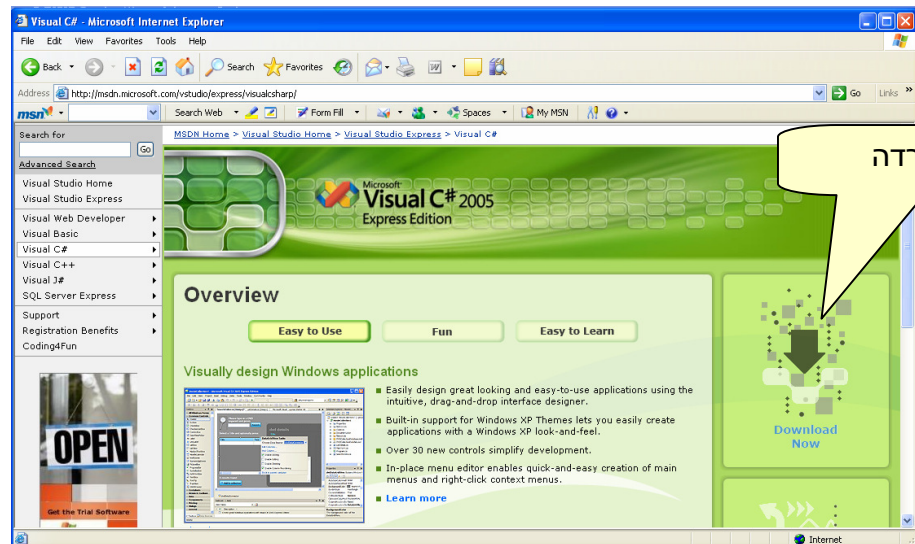 Visual C# - Microsoft Internet Explorer
File Edit View Favorites Tools Help
Back Search Favorites
Address http://msdn.microsoft.com/vstudio/express/visualcsharp/ Go Links »
msn Search Web Form Fill Spaces My MSN
Search for
Go
Advanced Search
Visual Studio Home
Visual Studio Express
Visual Web Developer
Visual Basic
Visual C#
Visual C++
Visual J#
SQL Server Express
Support
Registration Benefits
Coding4Fun
OPEN
Get the Trial Software
MSDN Home > Visual Studio Home > Visual Studio Express > Visual C#
Microsoft
Visual C# 2005
Express Edition
רדה
Overview
Easy to Use Fun Easy to Learn
Visually design Windows applications
Easily design great looking and easy-to-use applications using the
intuitive, drag-and-drop interface designer.
Built-in support for Windows XP Themes lets you easily create
applications with a Windows XP look-and-feel.
Over 30 new controls simplify development.
In-place menu editor enables quick-and-easy creation of main
menus and right-click context menus.
Learn more
Download
Now
Internet